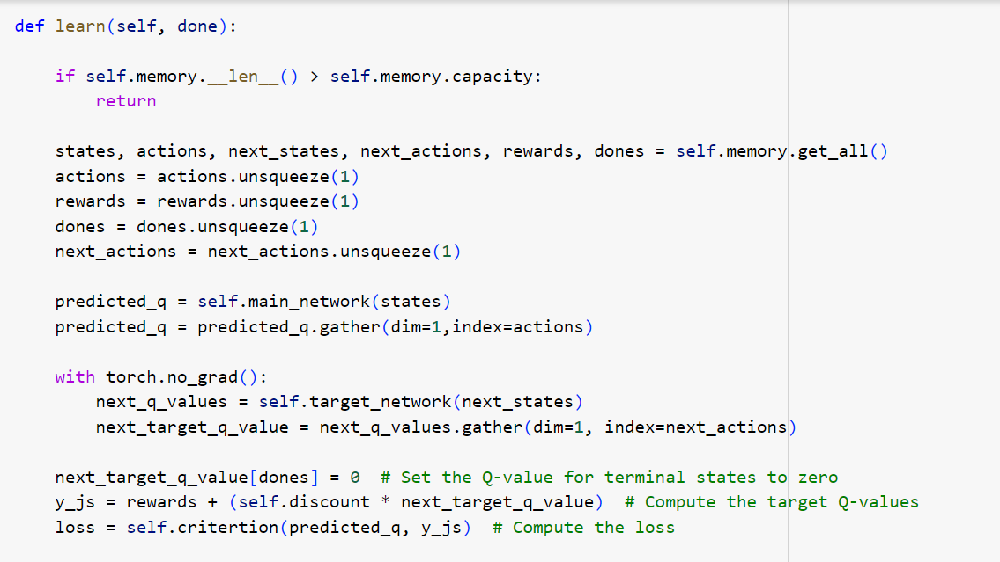 def learn(self, done):
if self.memory.__len__() > self.memory.capacity:
return
states, actions, next_states, next_actions, rewards, dones = self.memory.get_all()
actions = actions.unsqueeze(1)
rewards = rewards.unsqueeze(1)
dones = dones.unsqueeze(1)
next_actions = next_actions.unsqueeze(1)
predicted_q = self.main_network(states)
predicted_q = predicted_q.gather(dim=1,index=actions)
with torch.no_grad():
next_q_values = self.target_network(next_states)
next_target_q_value = next_q_values.gather(dim=1, index=next_actions)
next_target_q_value[dones] = 0  # Set the Q-value for terminal states to zero
y_js = rewards + (self.discount * next_target_q_value)  # Compute the target Q-values
loss = self.critertion(predicted_q, y_js)  # Compute the loss